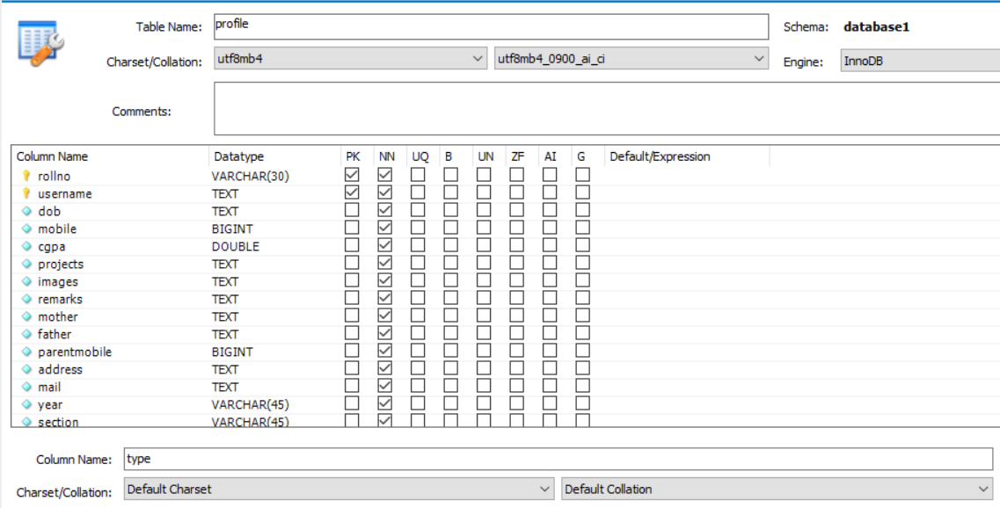 Table Name: profile Schema: database1
Charset/Collation: utf8mb4 utf8mb4_0900_ai_ci Engine: InnoDB
Comments:
Column Name Datatype PK NN UQ B UN ZF AI G Default/Expression
rollno VARCHAR(30)
username TEXT
dob TEXT
mobile BIGINT
cgpa DOUBLE
projects TEXT
images TEXT
remarks TEXT
mother TEXT
father TEXT
parentmobile BIGINT
address TEXT
mail TEXT
year VARCHAR(45)
section VARCHAR(45)
Column Name: type
Charset/Collation: Default Charset Default Collation